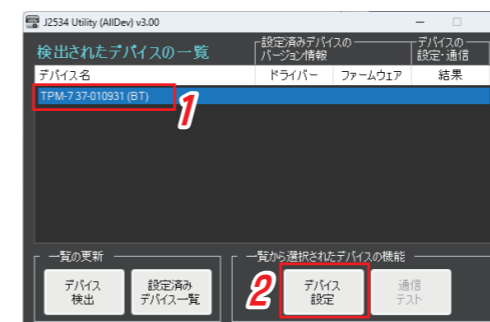 J2534 Utility (AllDev) v3.00
検出されたデバイスの一覧
設定済みデバイスの
バージョン情報
デバイスの
設定・通信
デバイス名
ドライバー
ファームウェア
結果
TPM-7 37-010931 (BT)
1
一覧の更新
一覧から選択されたデバイスの機能
デバイス
検出
設定済み
デバイス一覧
2
デバイス
設定
通信
テスト